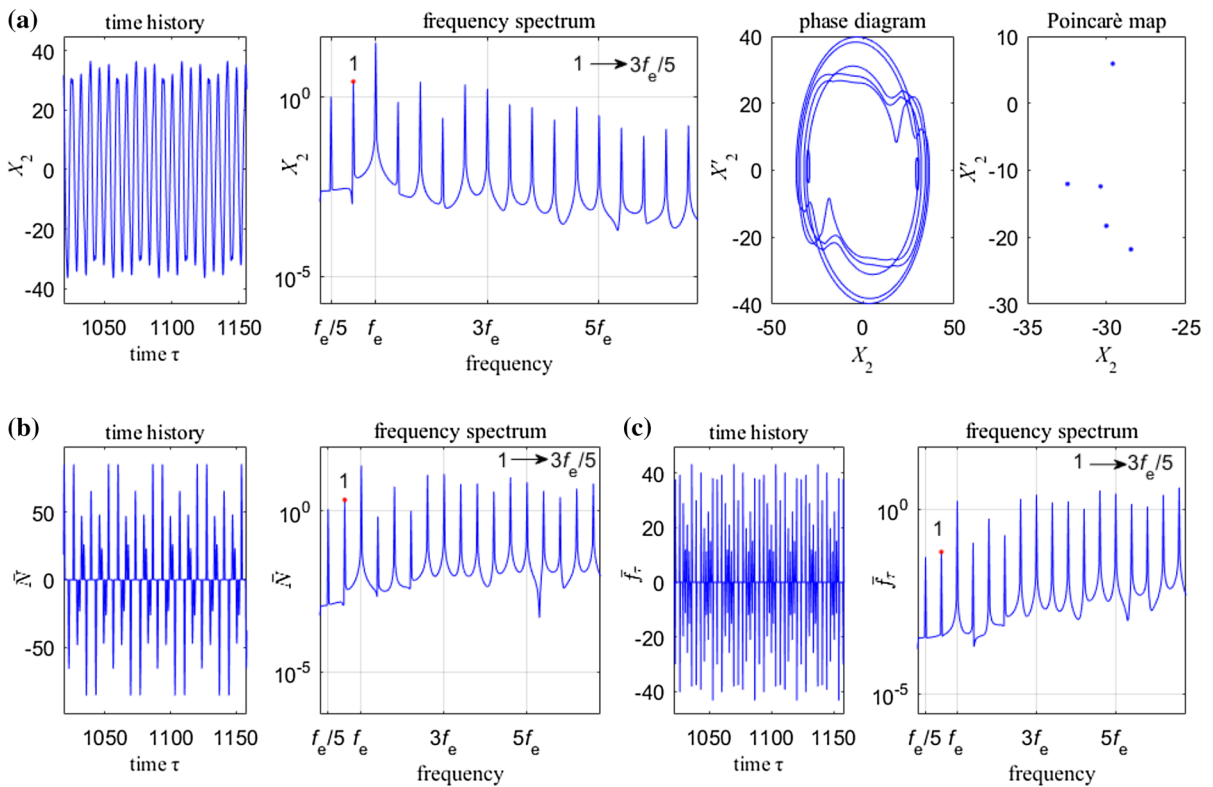 (a)
time history
frequency spectrum
phase diagram
Poincarè map
X2
40
20
0
-20
-40
1050 1100 1150
time τ
X2
10^0
10^-5
1
1 → 3fe/5
fe/5 fe 3fe 5fe
frequency
X'2
40
20
0
-20
-40
-50 0 50
X2
X'2
10
0
-10
-20
-30
-35 -30 -25
X2
(b)
time history
frequency spectrum
N̄
50
0
-50
1050 1100 1150
time τ
N̄
10^0
10^-5
1
1 → 3fe/5
fe/5 fe 3fe 5fe
frequency
(c)
time history
frequency spectrum
f̄τ
40
20
0
-20
-40
1050 1100 1150
time τ
f̄τ
10^0
10^-5
1
1 → 3fe/5
fe/5 fe 3fe 5fe
frequency